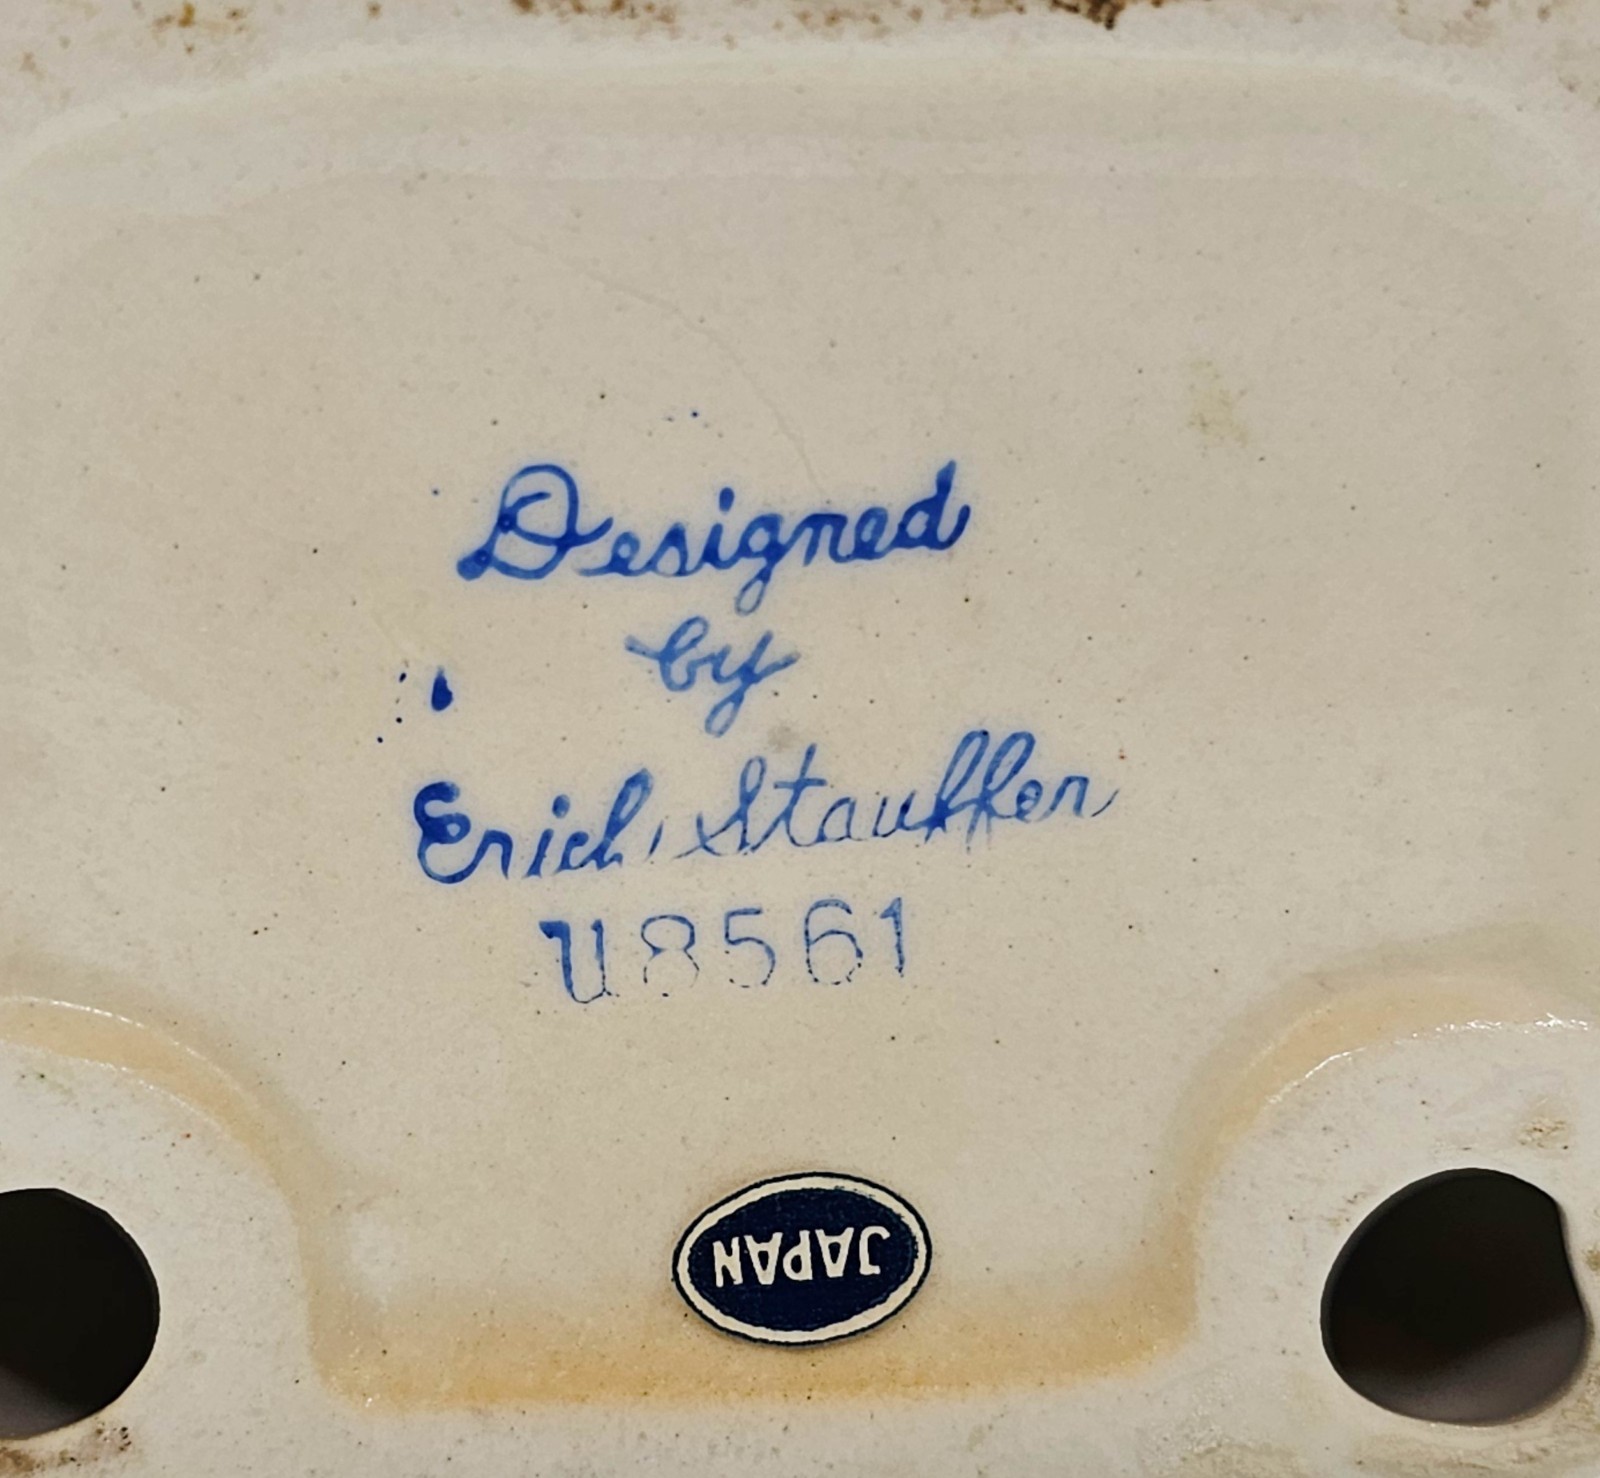 Designed
by
Erich Stauffer
U8561
JAPAN